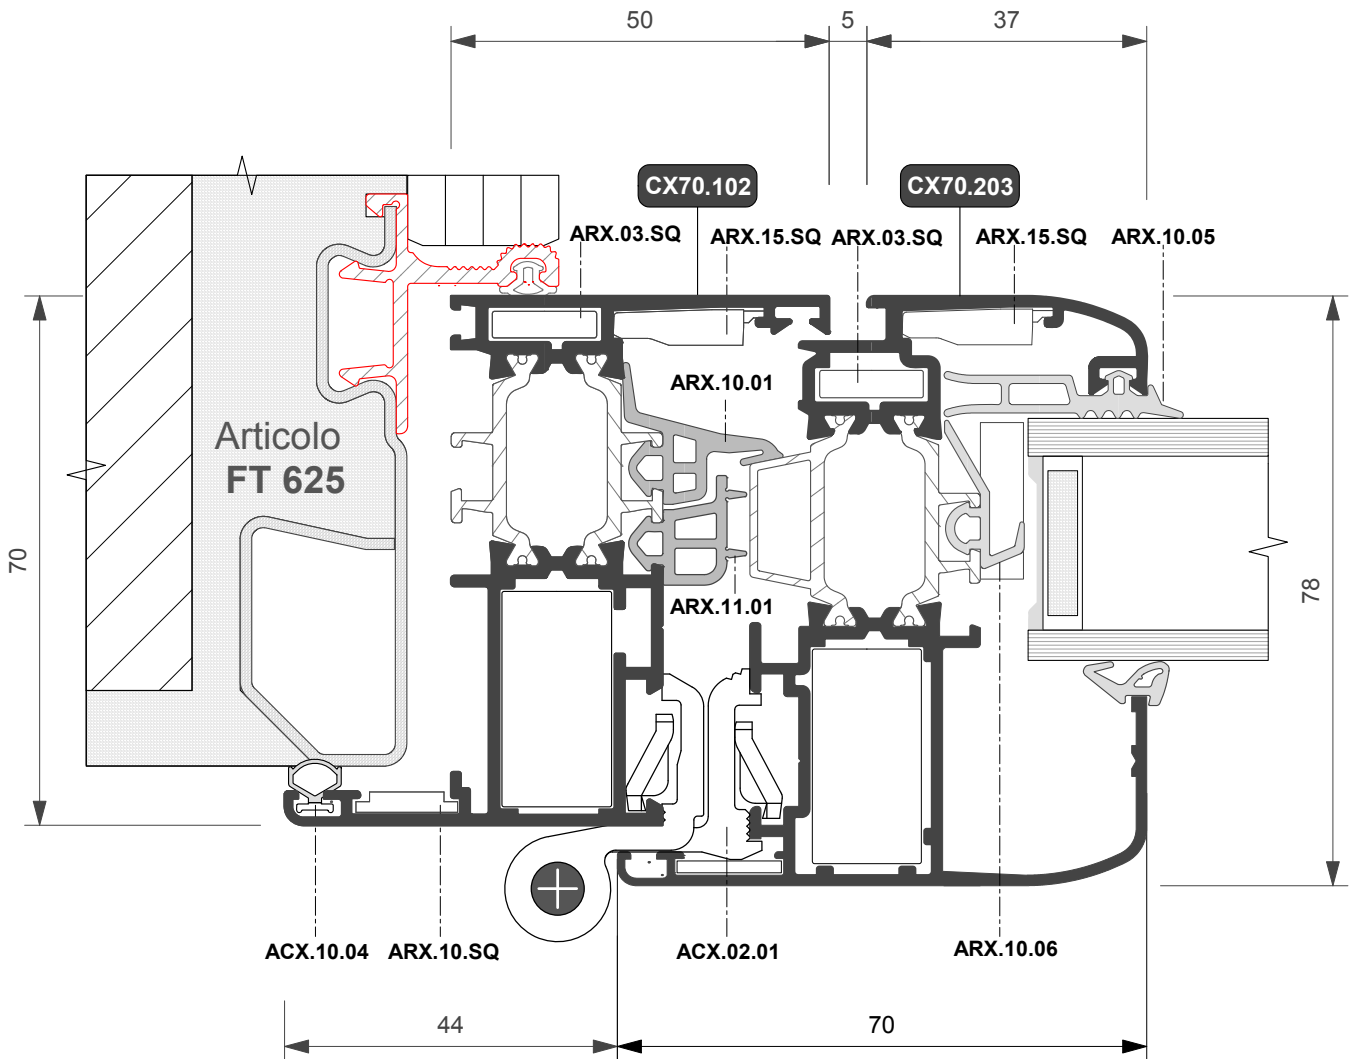 50 5 37
CX70.102 CX70.203
ARX.03.SQ ARX.15.SQ ARX.03.SQ ARX.15.SQ ARX.10.05
ARX.10.01
Articolo
FT 625
70
78
ARX.11.01
ACX.10.04 ARX.10.SQ ACX.02.01 ARX.10.06
44 70